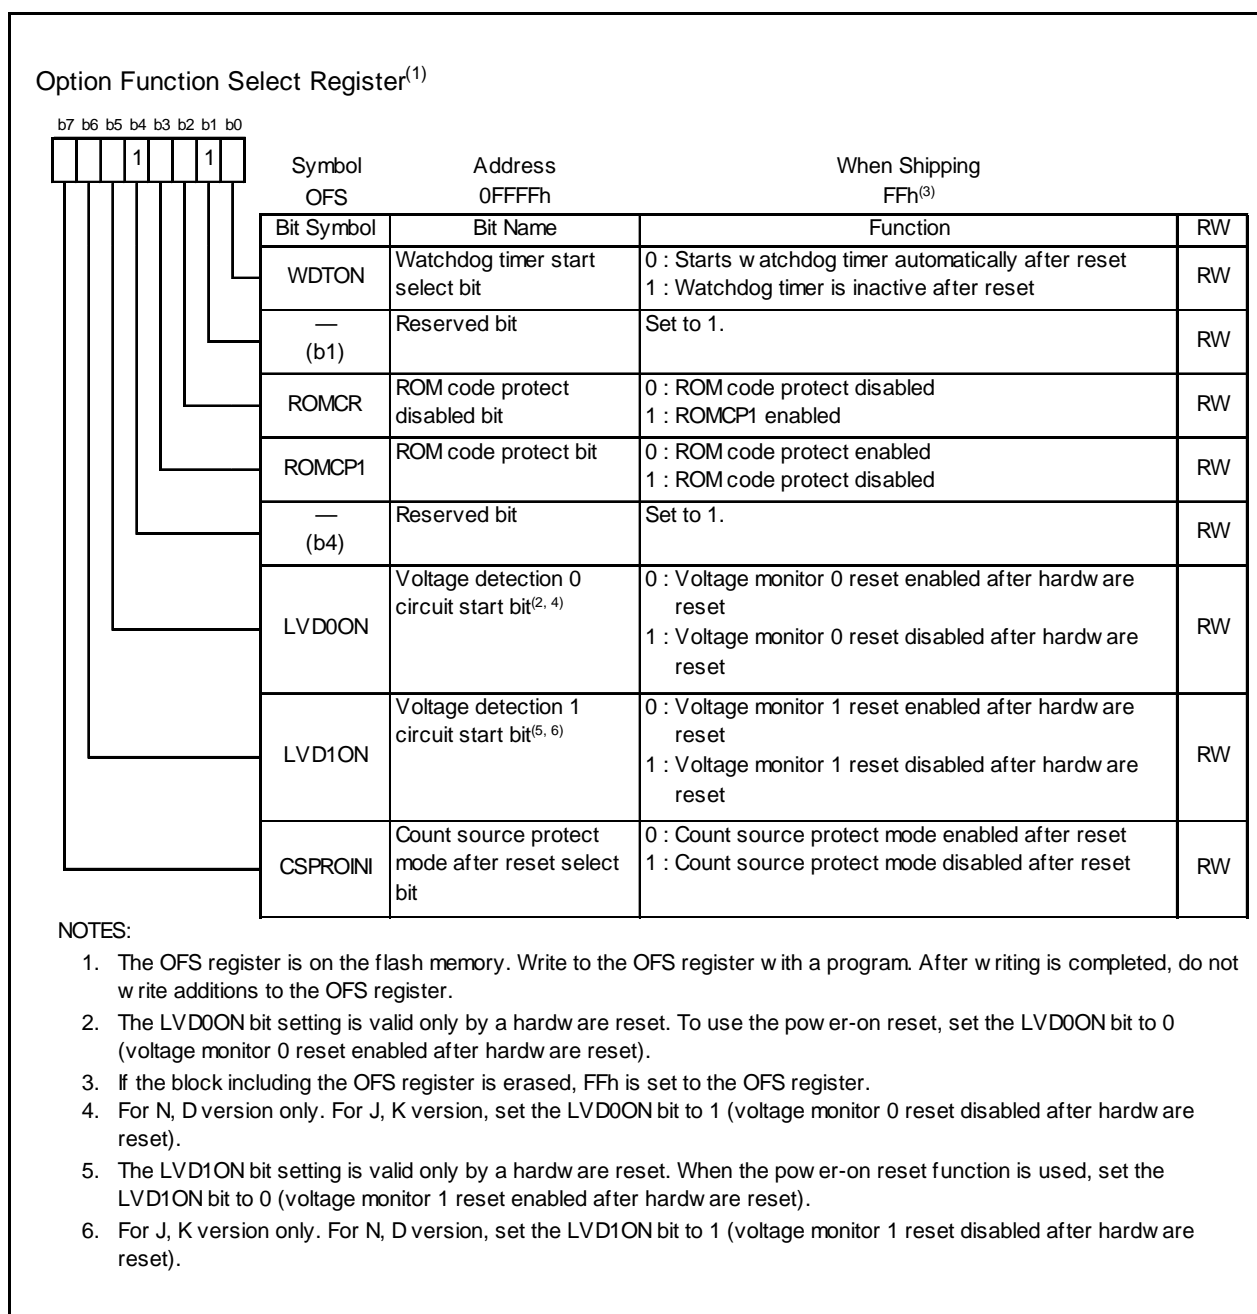 Option Function Select Register(1)
b7 b6 b5 b4 b3 b2 b1 b0
1 1
Symbol Address When Shipping
OFS 0FFFFh FFh(3)
Bit Symbol Bit Name Function RW
WDTON Watchdog timer start select bit 0 : Starts watchdog timer automatically after reset RW
1 : Watchdog timer is inactive after reset
— (b1) Reserved bit Set to 1. RW
ROMCR ROM code protect disabled bit 0 : ROM code protect disabled RW
1 : ROMCP1 enabled
ROMCP1 ROM code protect bit 0 : ROM code protect enabled RW
1 : ROM code protect disabled
— (b4) Reserved bit Set to 1. RW
LVD0ON Voltage detection 0 circuit start bit(2, 4) 0 : Voltage monitor 0 reset enabled after hardware reset RW
1 : Voltage monitor 0 reset disabled after hardware reset
LVD1ON Voltage detection 1 circuit start bit(5, 6) 0 : Voltage monitor 1 reset enabled after hardware reset RW
1 : Voltage monitor 1 reset disabled after hardware reset
CSPROINI Count source protect mode after reset select bit 0 : Count source protect mode enabled after reset RW
1 : Count source protect mode disabled after reset
NOTES:
1. The OFS register is on the flash memory. Write to the OFS register with a program. After writing is completed, do not
write additions to the OFS register.
2. The LVD0ON bit setting is valid only by a hardware reset. To use the power-on reset, set the LVD0ON bit to 0
(voltage monitor 0 reset enabled after hardware reset).
3. If the block including the OFS register is erased, FFh is set to the OFS register.
4. For N, D version only. For J, K version, set the LVD0ON bit to 1 (voltage monitor 0 reset disabled after hardware
reset).
5. The LVD1ON bit setting is valid only by a hardware reset. When the power-on reset function is used, set the
LVD1ON bit to 0 (voltage monitor 1 reset enabled after hardware reset).
6. For J, K version only. For N, D version, set the LVD1ON bit to 1 (voltage monitor 1 reset disabled after hardware
reset).